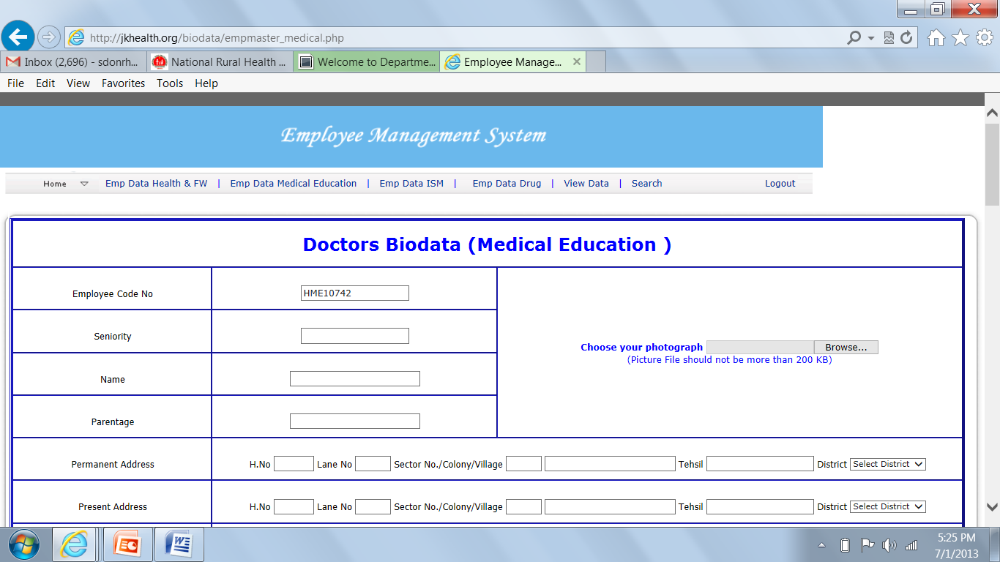 http://jkhealth.org/biodata/empmaster_medical.php
Inbox (2,696) - sdonrh... National Rural Health ... Welcome to Departme... Employee Manage...
File Edit View Favorites Tools Help
Employee Management System
Home Emp Data Health & FW | Emp Data Medical Education | Emp Data ISM | Emp Data Drug | View Data | Search Logout
Doctors Biodata (Medical Education )
Employee Code No HME10742
Seniority
Choose your photograph Browse...
(Picture File should not be more than 200 KB)
Name
Parentage
Permanent Address H.No Lane No Sector No./Colony/Village Tehsil District Select District
Present Address H.No Lane No Sector No./Colony/Village Tehsil District Select District
5:25 PM
7/1/2013